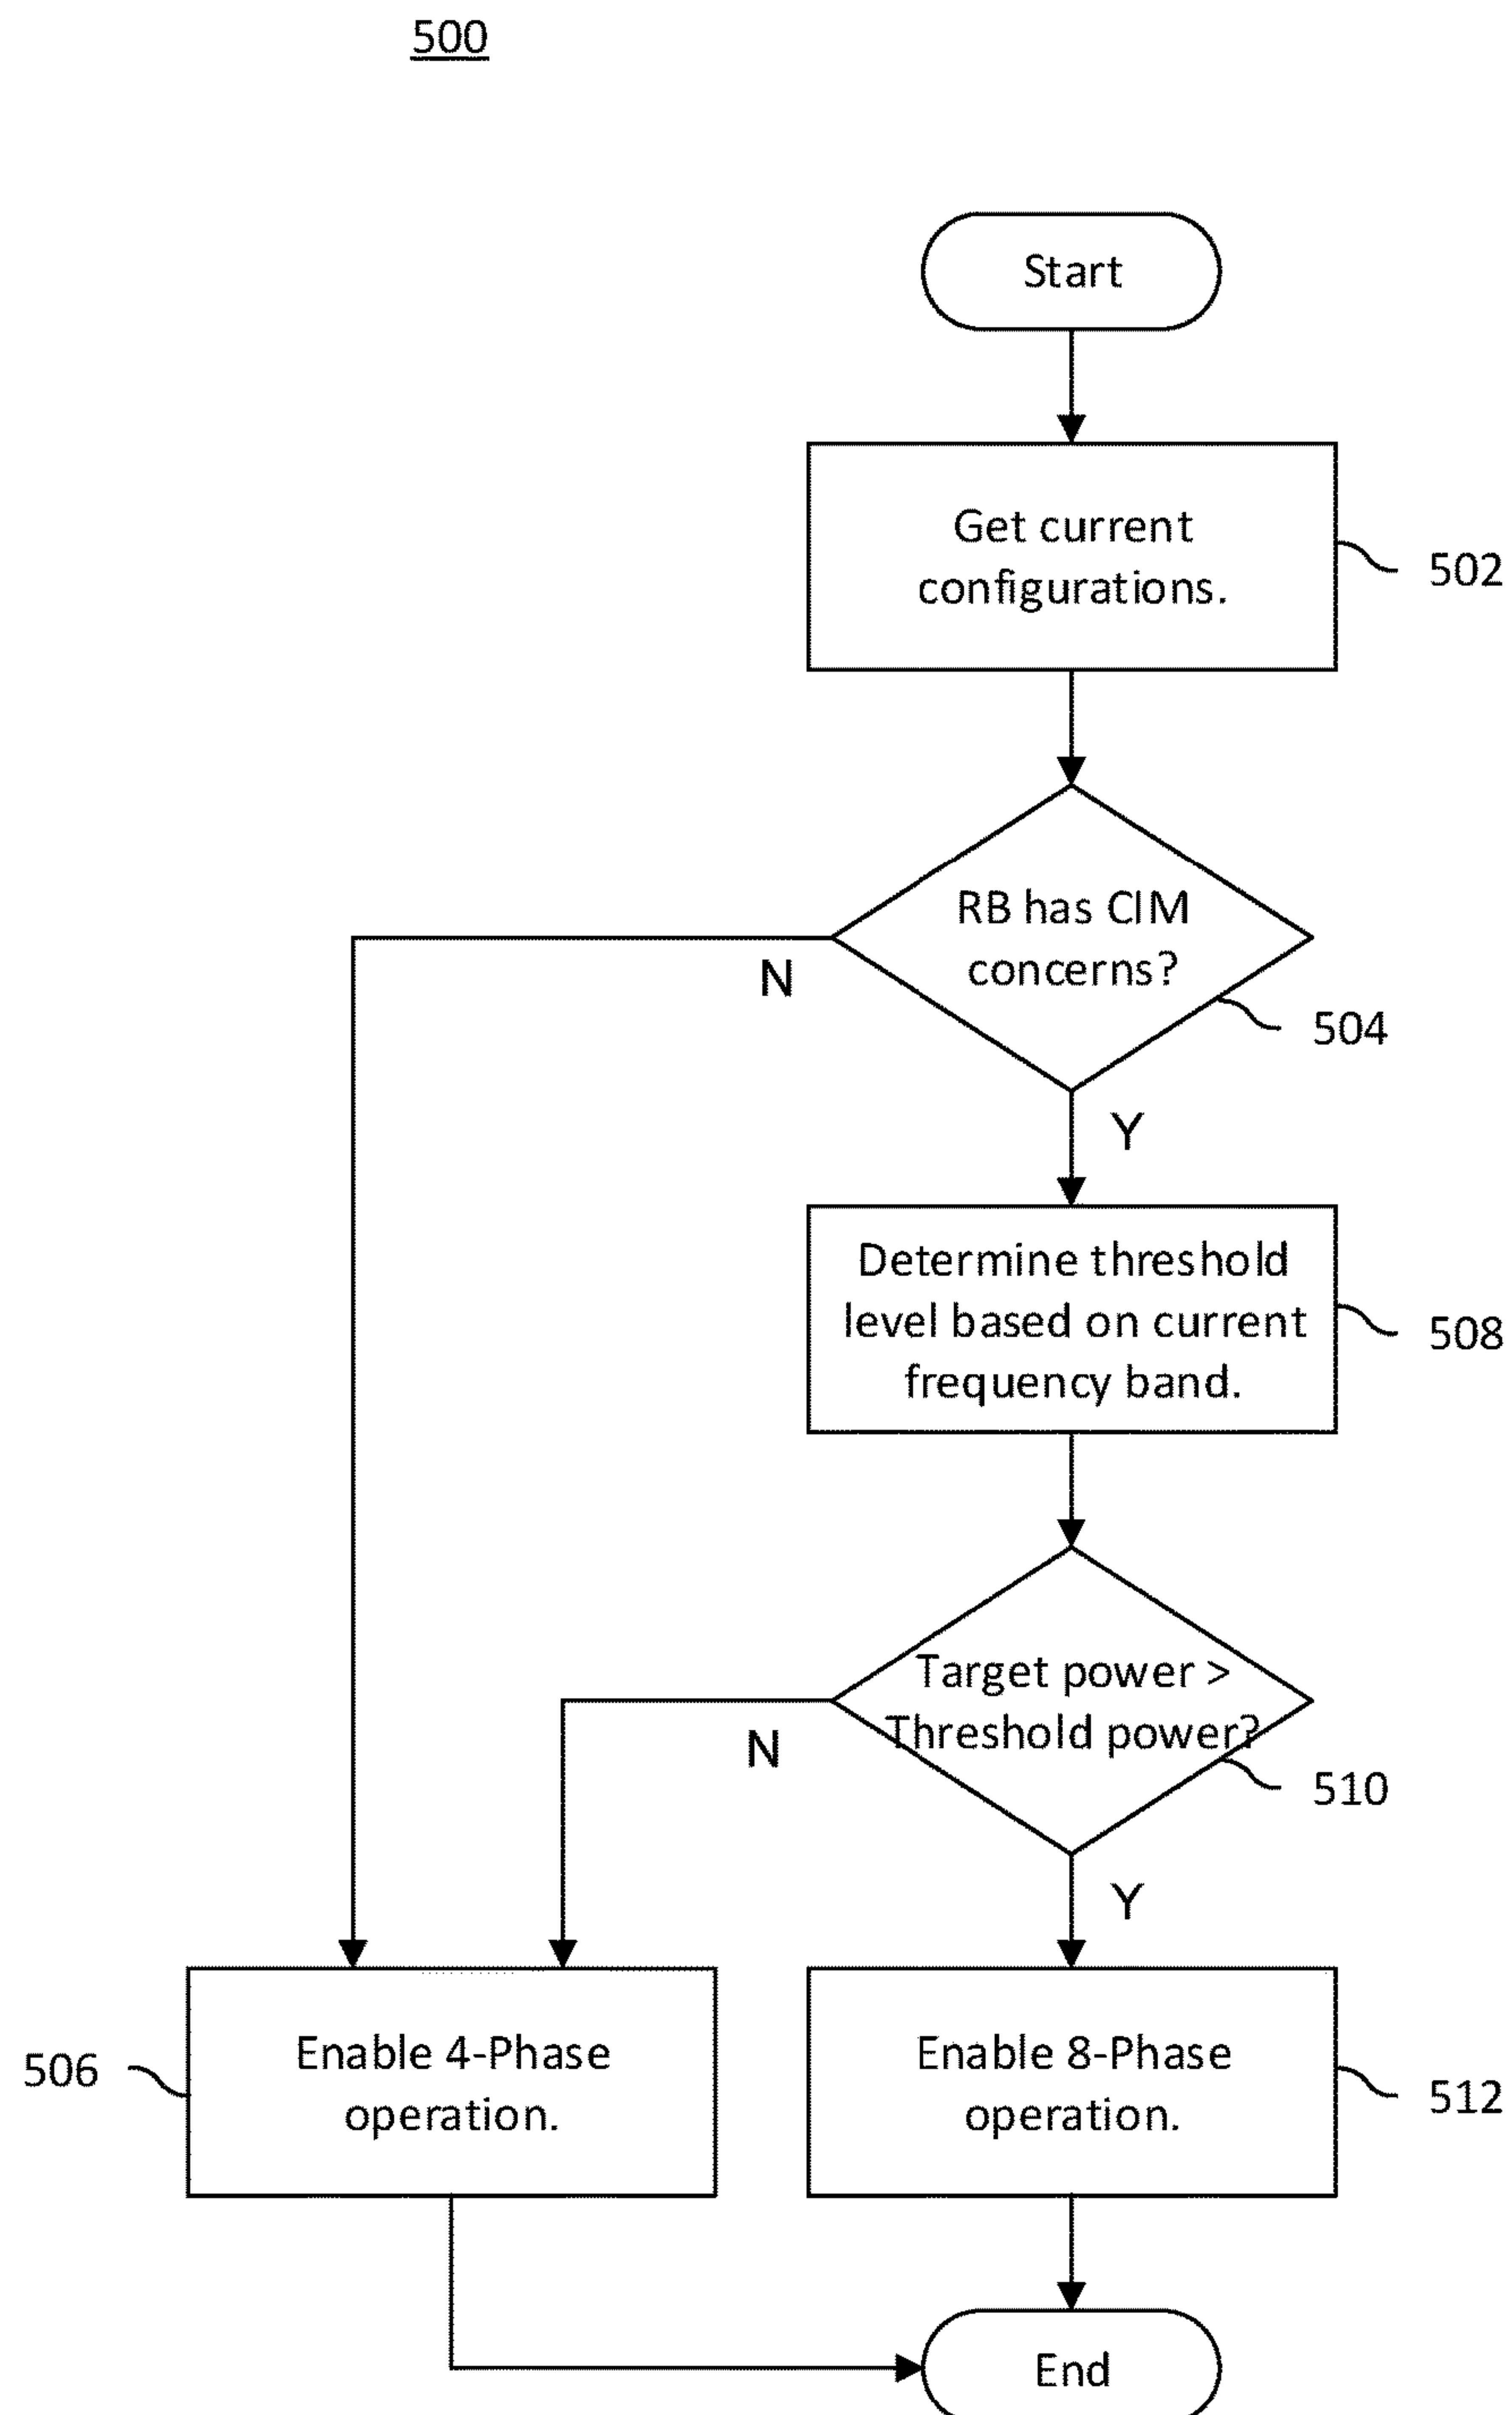 500
Start
Get current
configurations.
502
RB has CIM
concerns?
504
N
Y
Determine threshold
level based on current
frequency band.
508
Target power >
Threshold power?
510
N
Y
506
Enable 4-Phase
operation.
Enable 8-Phase
operation.
512
End